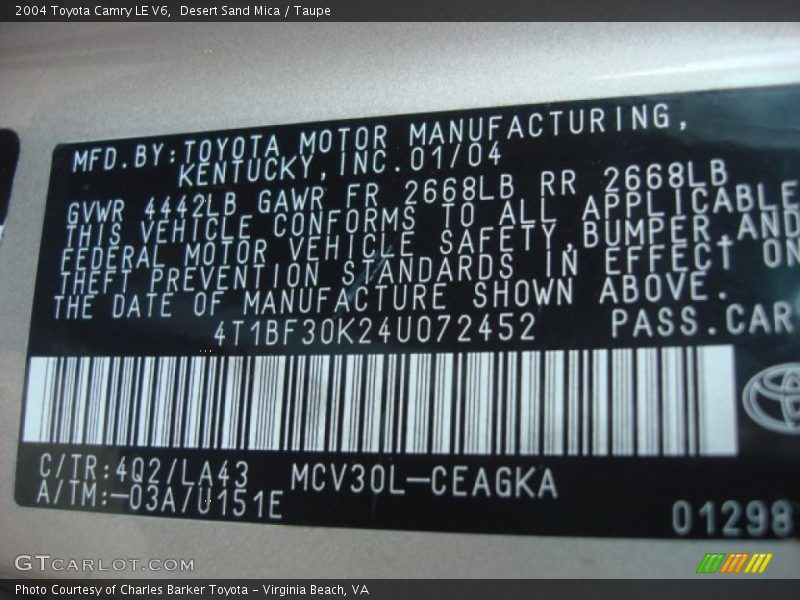 2004 Toyota Camry LE V6,  Desert Sand Mica / Taupe
MFD.BY:TOYOTA MOTOR MANUFACTURING,
KENTUCKY,INC.01/04
GVWR 4442LB GAWR FR 2668LB RR 2668LB
THIS VEHICLE CONFORMS TO ALL APPLICABLE
FEDERAL MOTOR VEHICLE SAFETY,BUMPER,AND
THEFT PREVENTION STANDARDS IN EFFECT ON
THE DATE OF MANUFACTURE SHOWN ABOVE.
4T1BF30K24U072452 PASS.CAR
C/TR:4Q2/LA43 MCV30L-CEAGKA
A/TM:-03A/U151E
01298
GTCARLOT.COM
Photo Courtesy of Charles Barker Toyota - Virginia Beach, VA